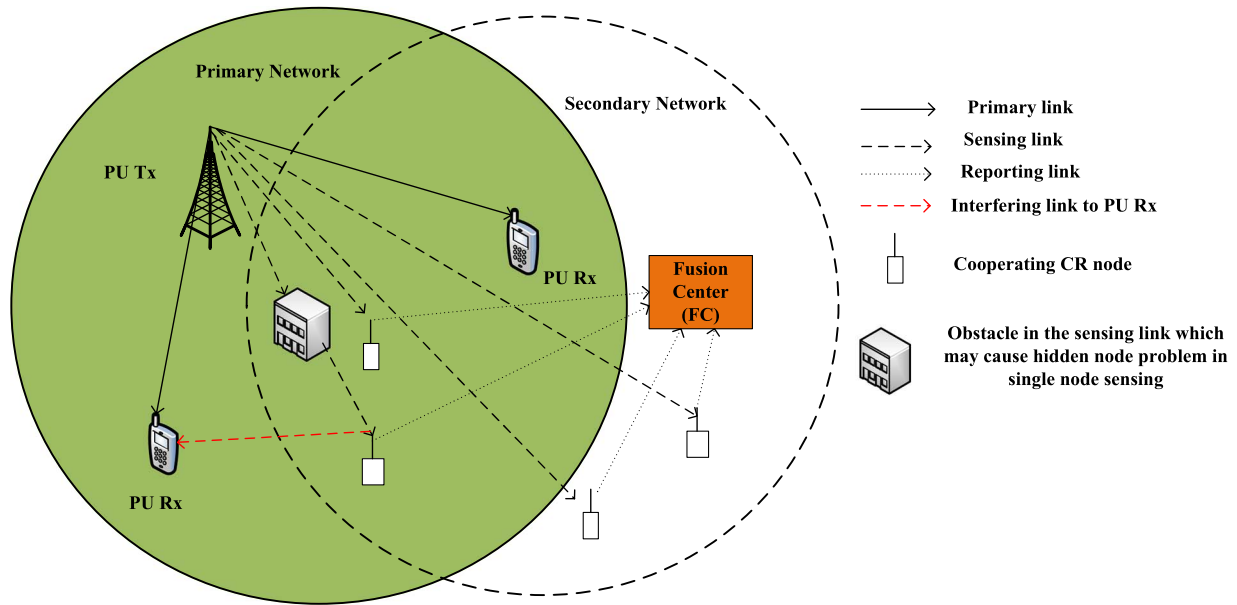 Primary Network
Secondary Network
PU Tx
PU Rx
Fusion
Center
(FC)
PU Rx
Primary link
Sensing link
Reporting link
Interfering link to PU Rx
Cooperating CR node
Obstacle in the sensing link which
may cause hidden node problem in
single node sensing